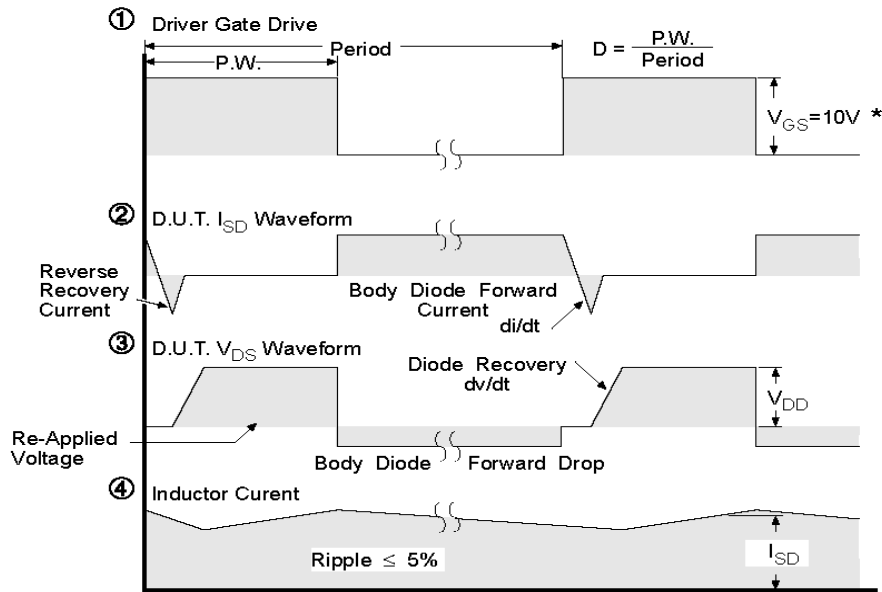 ① Driver Gate Drive
Period
P.W.
D = P.W. / Period
V_GS=10V *
② D.U.T. I_SD Waveform
Reverse
Recovery
Current
Body Diode Forward
Current
di/dt
③ D.U.T. V_DS Waveform
Diode Recovery
dv/dt
V_DD
Re-Applied
Voltage
Body Diode Forward Drop
④ Inductor Curent
Ripple ≤ 5%
I_SD